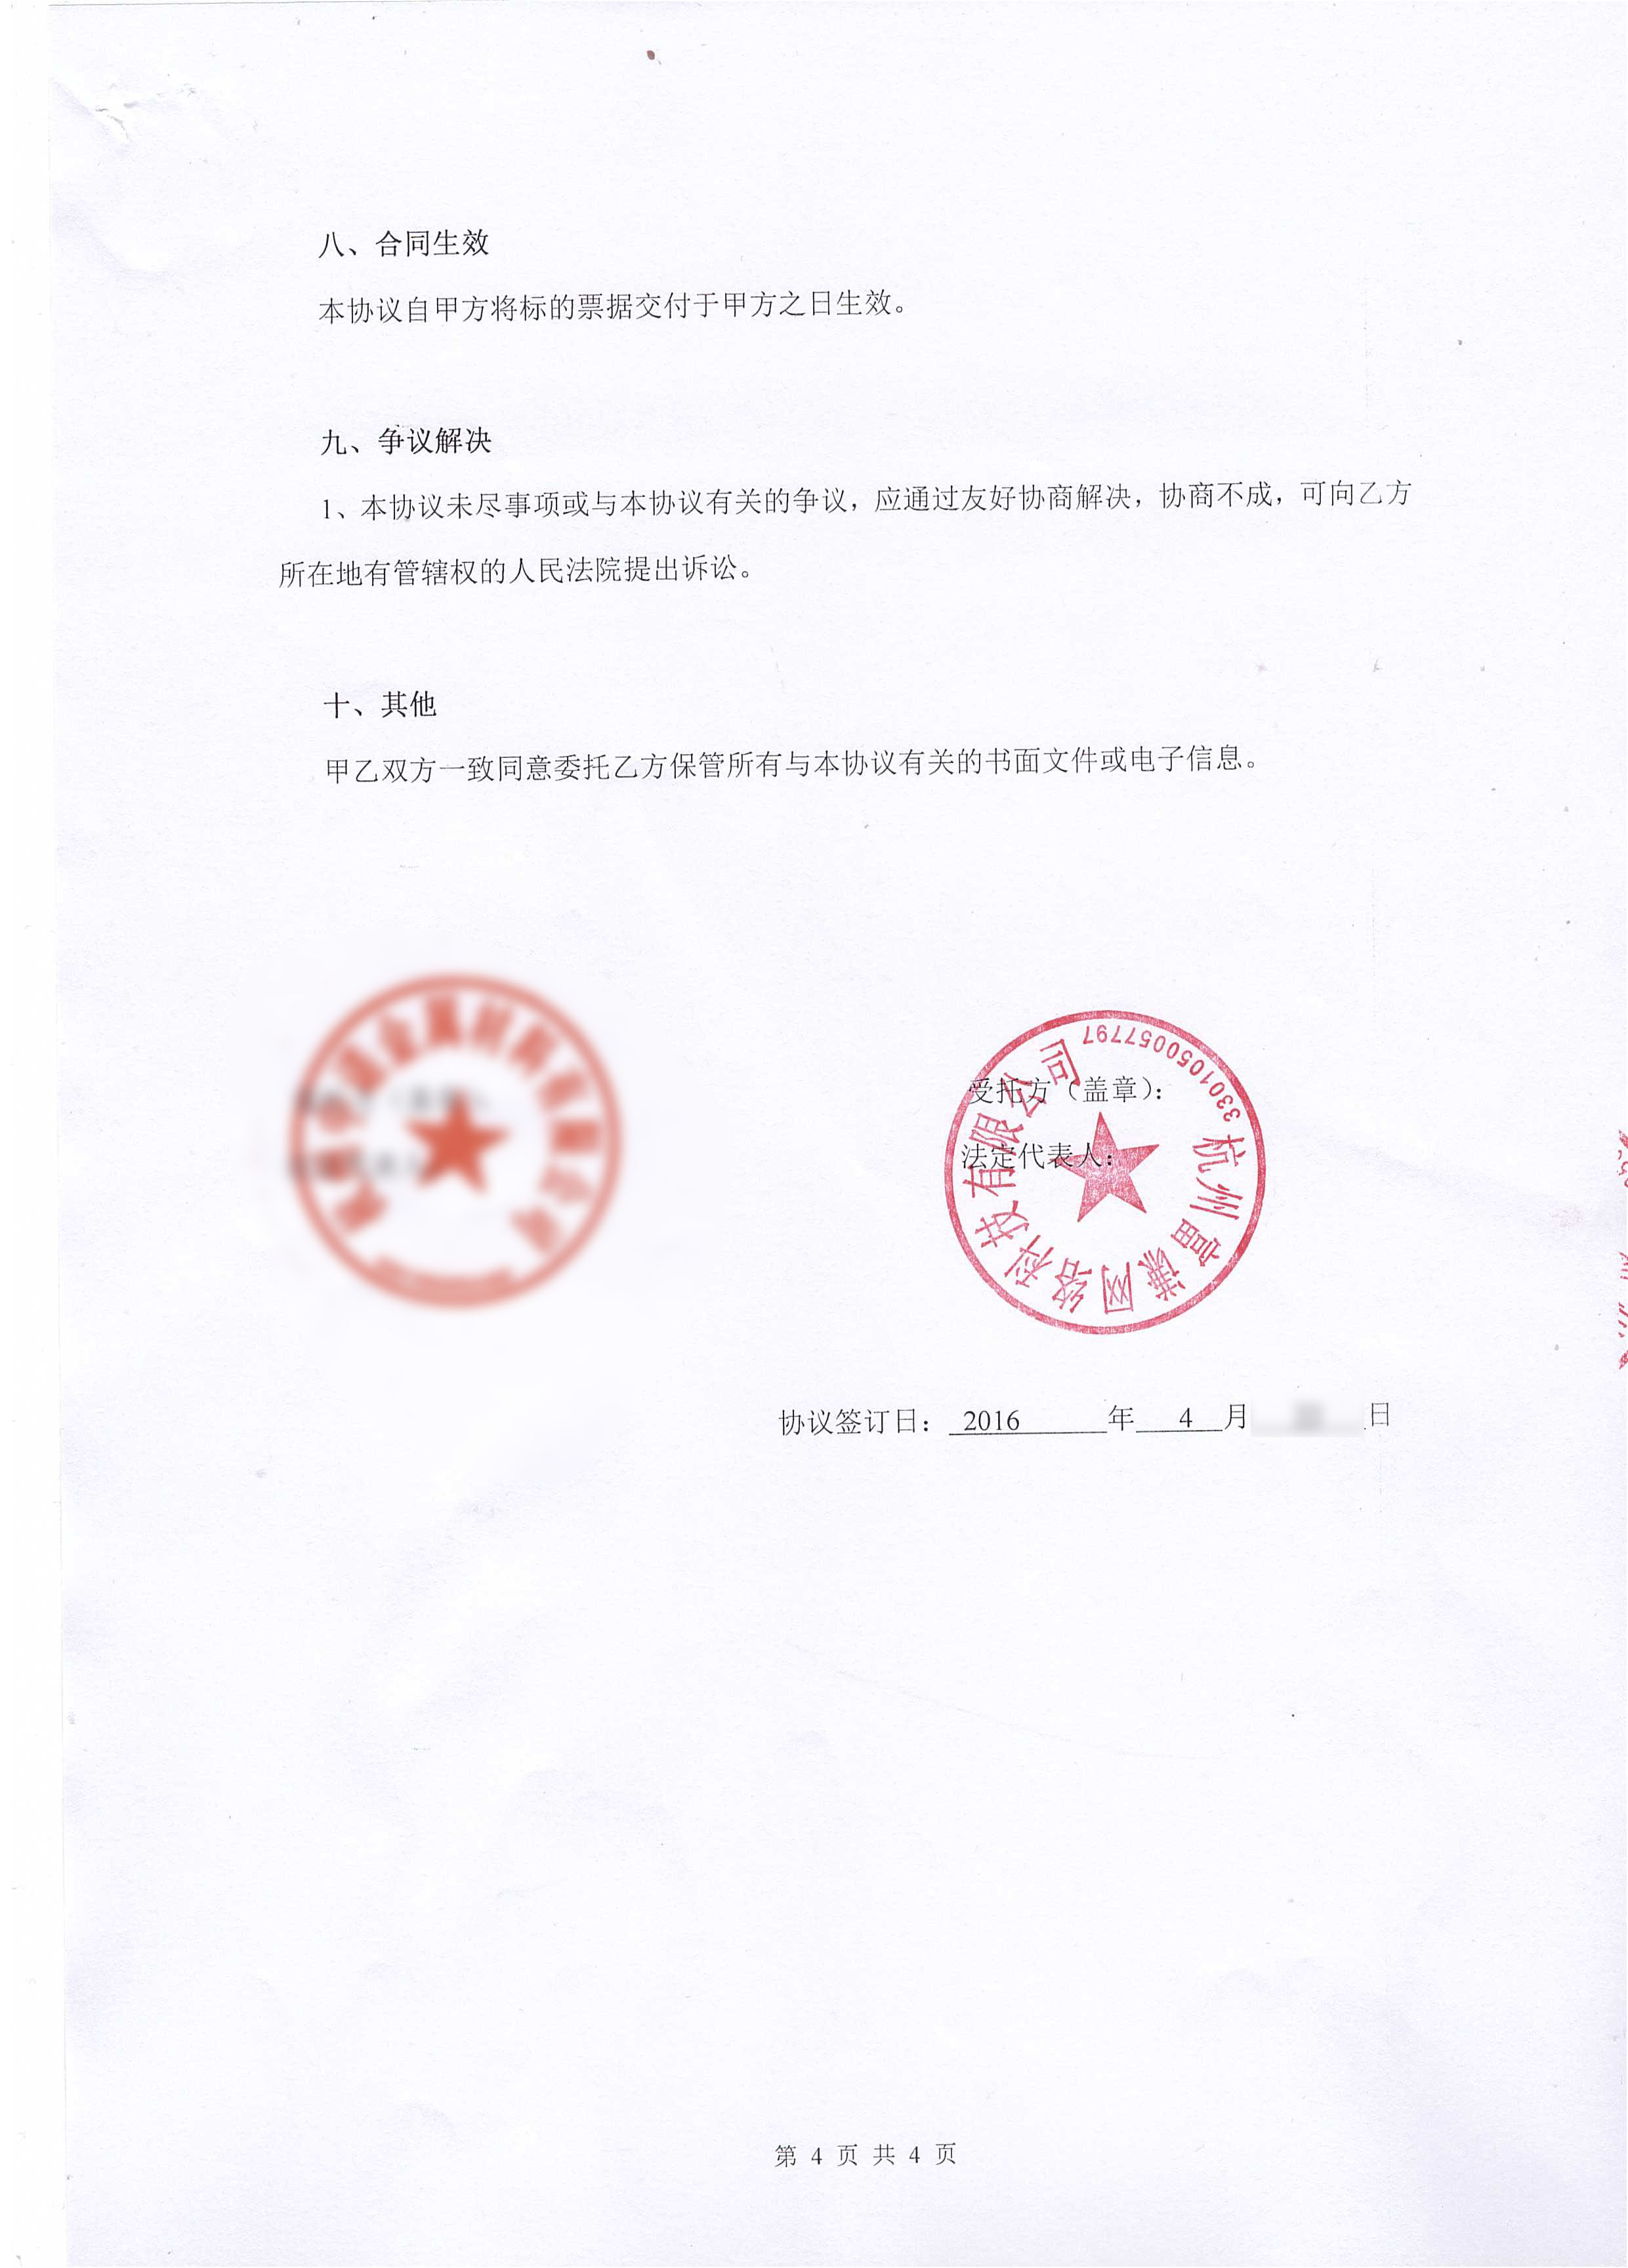 八、合同生效
本协议自甲方将标的票据交付于甲方之日生效。
九、争议解决
1、本协议未尽事项或与本协议有关的争议，应通过友好协商解决，协商不成，可向乙方
所在地有管辖权的人民法院提出诉讼。
十、其他
甲乙双方一致同意委托乙方保管所有与本协议有关的书面文件或电子信息。
受托方（盖章）：
法定代表人：
杭州富谦网络科技有限公司
3301050057797
协议签订日： 2016 年 4 月 日
第 4 页 共 4 页